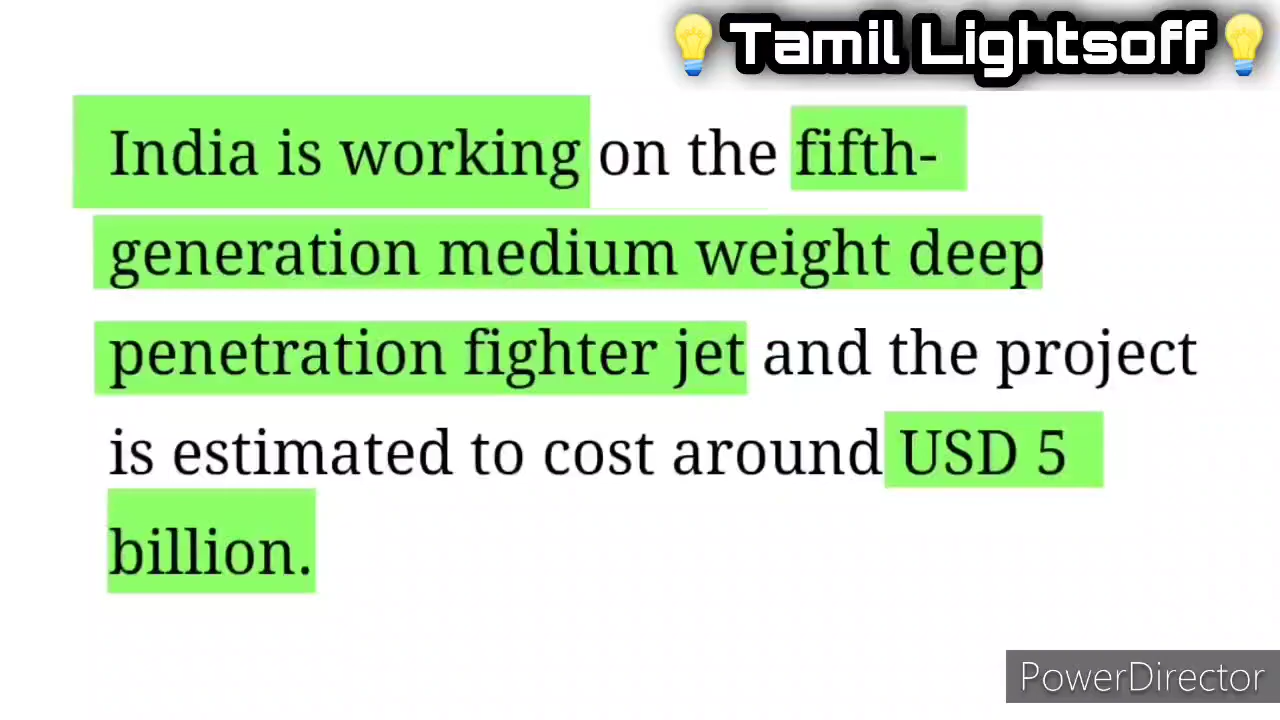 Tamil Lightsoff
India is working on the fifth-
generation medium weight deep
penetration fighter jet and the project
is estimated to cost around USD 5
billion.
PowerDirector